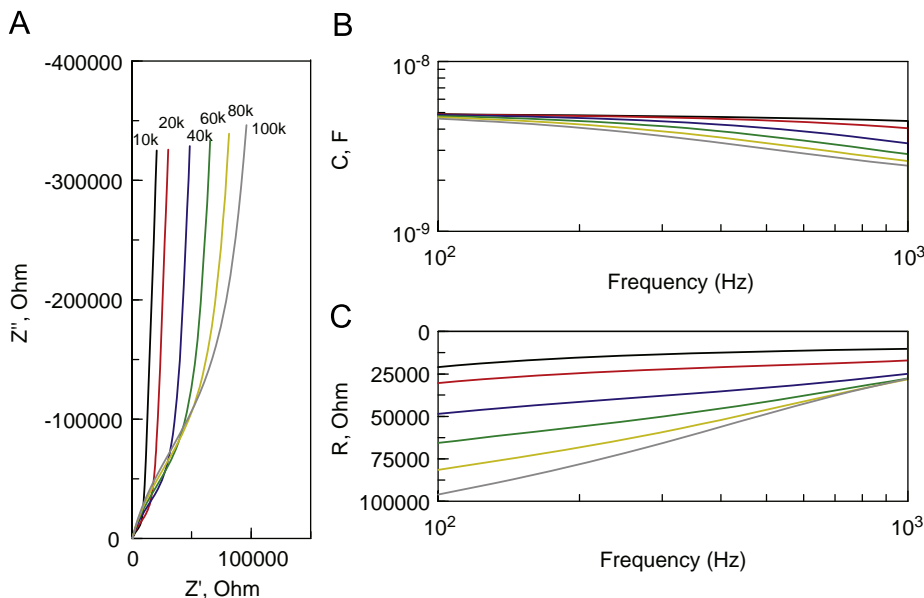 A
-400000
-300000
-200000
-100000
0
Z'', Ohm
10k
20k
40k
60k
80k
100k
0
100000
Z', Ohm
B
10-8
10-9
C, F
102
103
Frequency (Hz)
C
0
25000
50000
75000
100000
R, Ohm
102
103
Frequency (Hz)